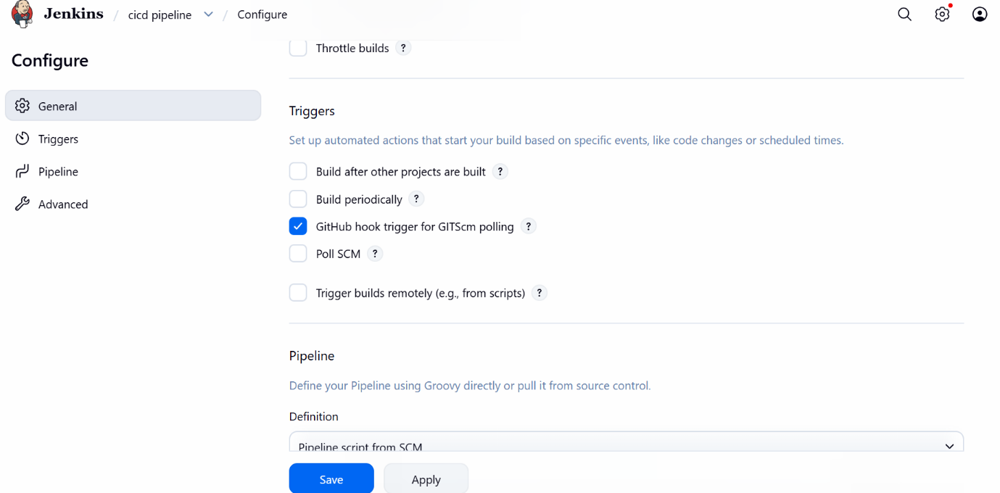 Jenkins / cicd pipeline / Configure
Configure
General
Triggers
Pipeline
Advanced
Throttle builds ?
Triggers
Set up automated actions that start your build based on specific events, like code changes or scheduled times.
Build after other projects are built ?
Build periodically ?
GitHub hook trigger for GITScm polling ?
Poll SCM ?
Trigger builds remotely (e.g., from scripts) ?
Pipeline
Define your Pipeline using Groovy directly or pull it from source control.
Definition
Pipeline script from SCM
Save Apply